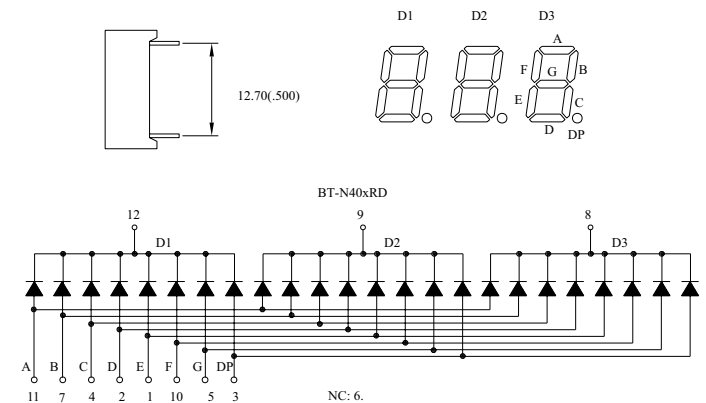 D1 D2 D3
A
F G B
12.70(.500)
E C
D DP
BT-N40xRD
12 9 8
D1 D2 D3
A B C D E F G DP
11 7 4 2 1 10 5 3 NC: 6.